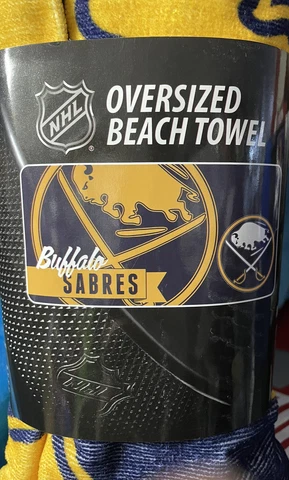 NHL
®
OVERSIZED
BEACH TOWEL
Buffalo
SABRES
NHL